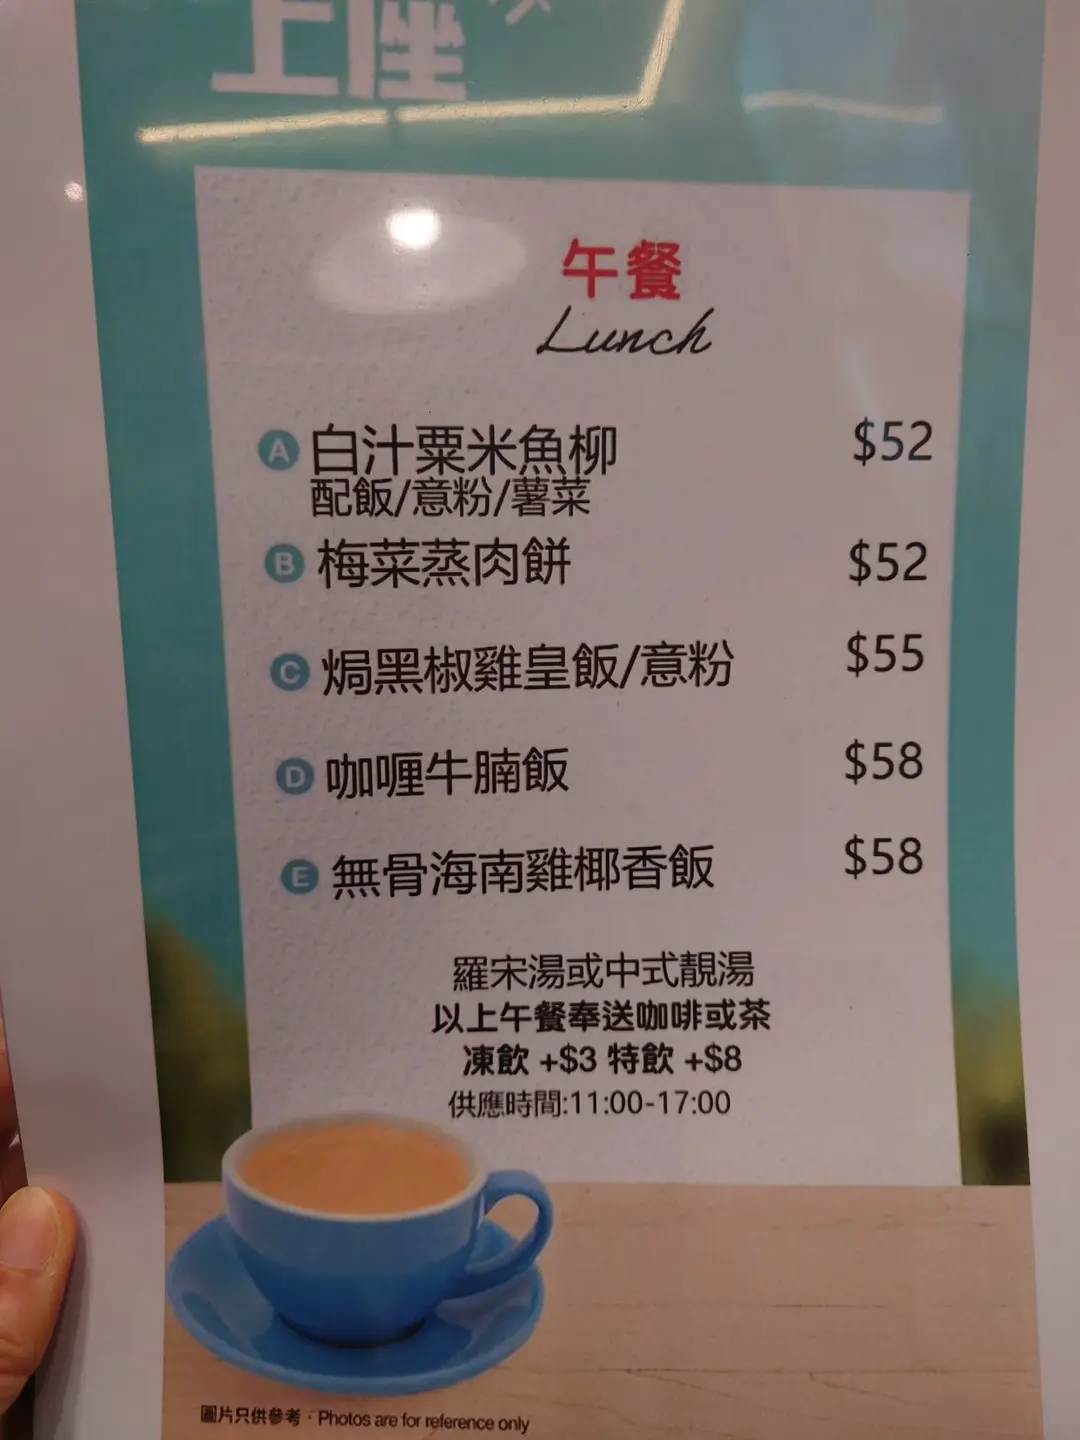 上座
午餐
Lunch
A 白汁粟米魚柳 $52
配飯/意粉/薯菜
B 梅菜蒸肉餅 $52
C 焗黑椒雞皇飯/意粉 $55
D 咖喱牛腩飯 $58
E 無骨海南雞椰香飯 $58
羅宋湯或中式靚湯
以上午餐奉送咖啡或茶
凍飲 +$3 特飲 +$8
供應時間:11:00-17:00
圖片只供參考，Photos are for reference only